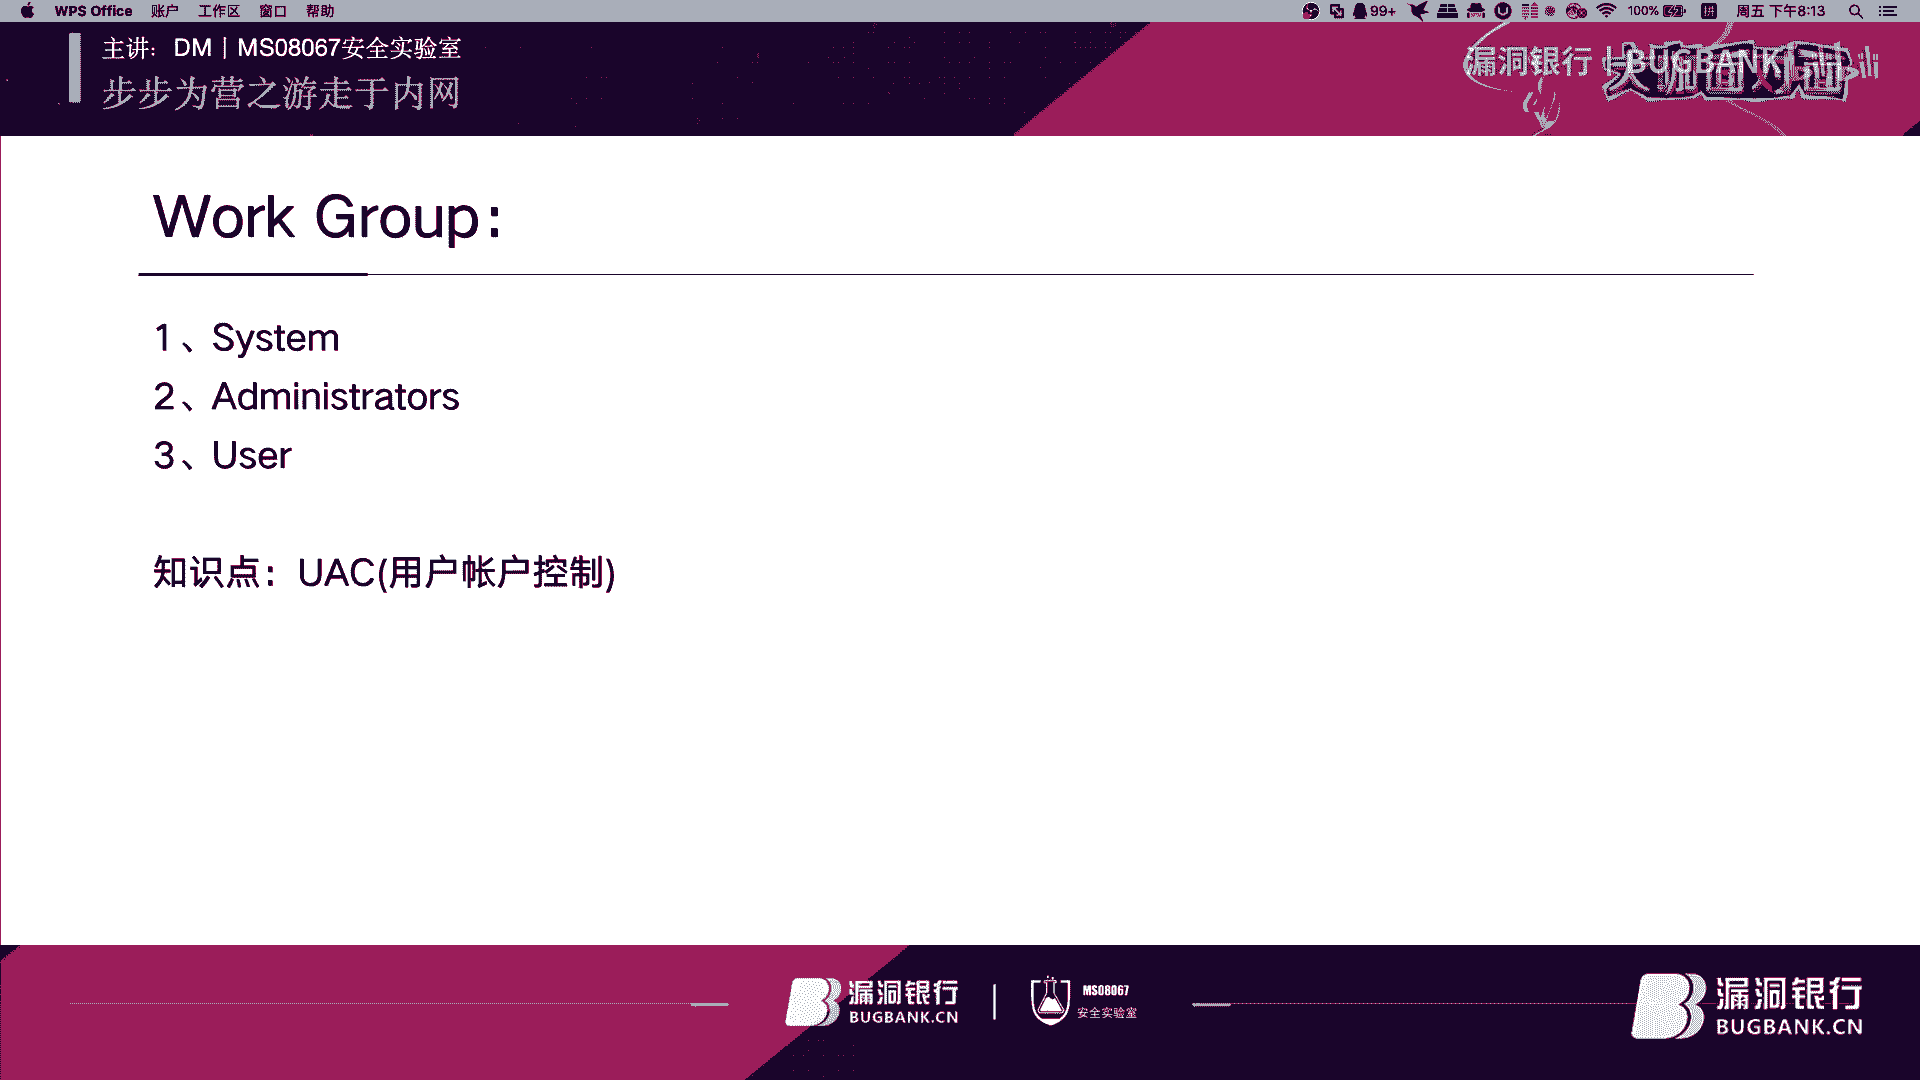 WPS Office 账户 工作区 窗口 帮助 99+ 100% 拼 周五 下午8:13
主讲：DM | MS08067安全实验室
步步为营之游走于内网
漏洞银行 | BUGBANK
大咖面对面
Work Group：
1、System
2、Administrators
3、User
知识点：UAC(用户帐户控制)
漏洞银行
BUGBANK.CN
MS08067
安全实验室
漏洞银行
BUGBANK.CN